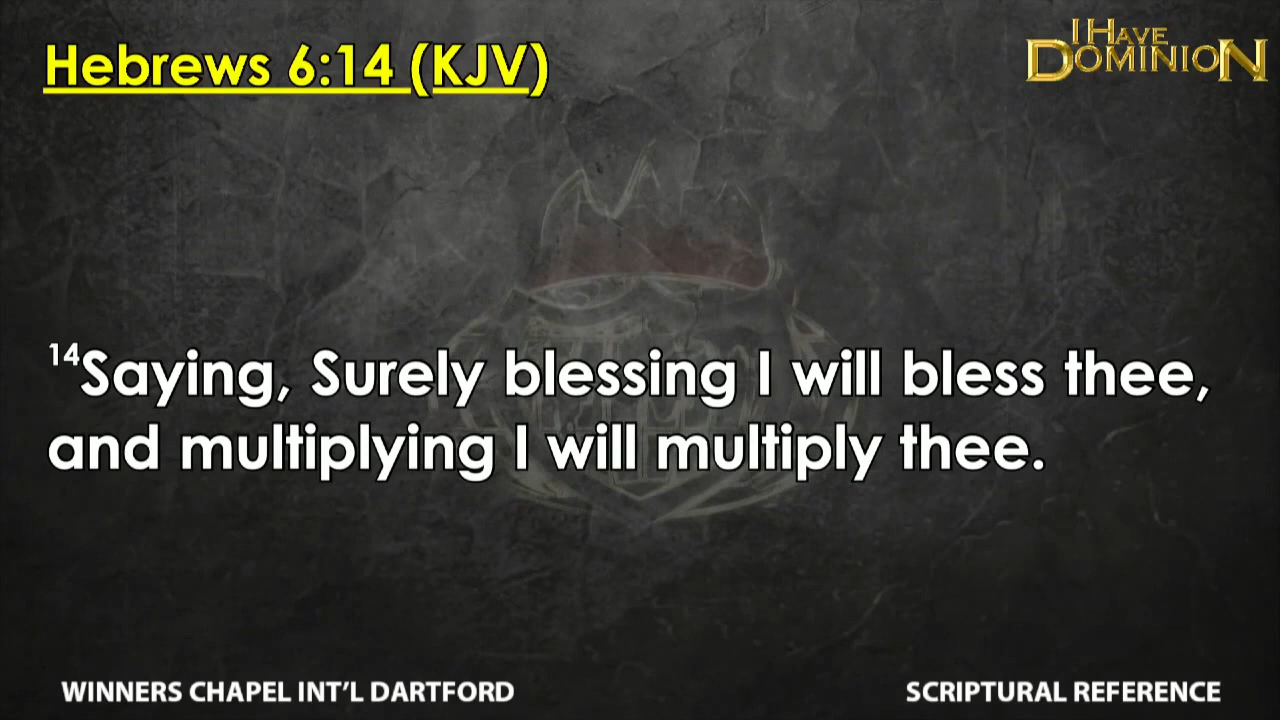 Hebrews 6:14 (KJV)
I HAVE
DOMINION
14Saying, Surely blessing I will bless thee,
and multiplying I will multiply thee.
WINNERS CHAPEL INT'L DARTFORD
SCRIPTURAL REFERENCE